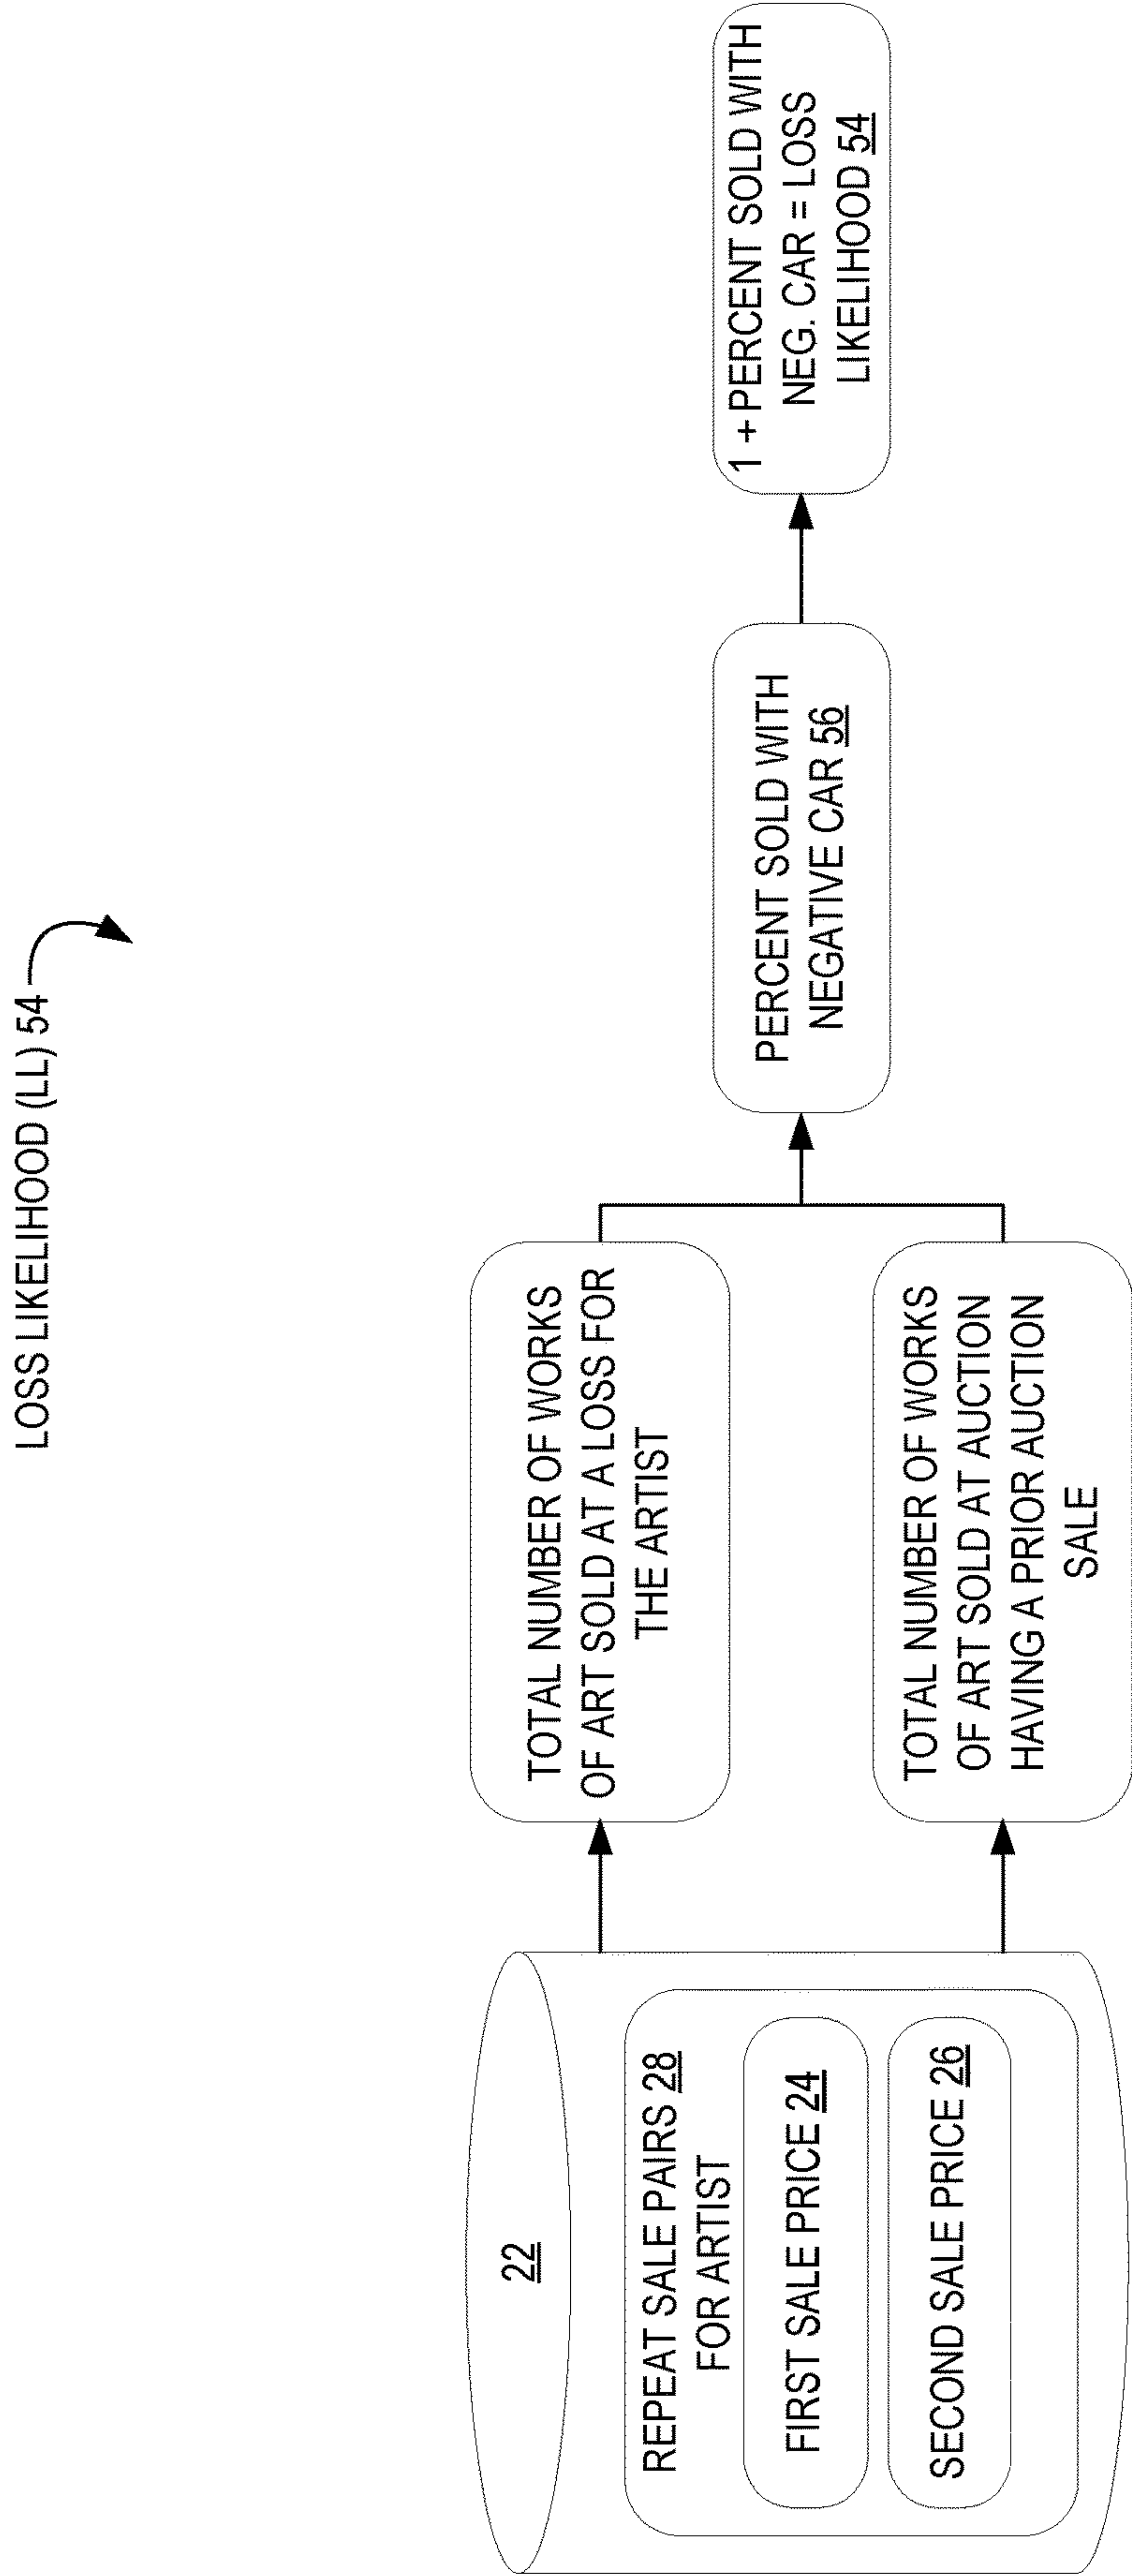 LOSS LIKELIHOOD (LL) 54
22
REPEAT SALE PAIRS 28
FOR ARTIST
FIRST SALE PRICE 24
SECOND SALE PRICE 26
TOTAL NUMBER OF WORKS
OF ART SOLD AT A LOSS FOR
THE ARTIST
TOTAL NUMBER OF WORKS
OF ART SOLD AT AUCTION
HAVING A PRIOR AUCTION
SALE
PERCENT SOLD WITH
NEGATIVE CAR 56
1 + PERCENT SOLD WITH
NEG. CAR = LOSS
LIKELIHOOD 54